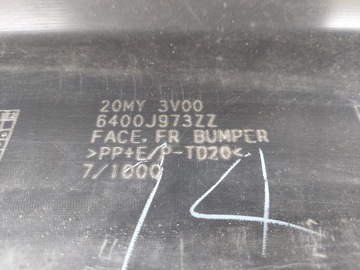 20MY 3V00
6400J973ZZ
FACE, FR BUMPER
>PP+E/P-TD20<
7/1000
14